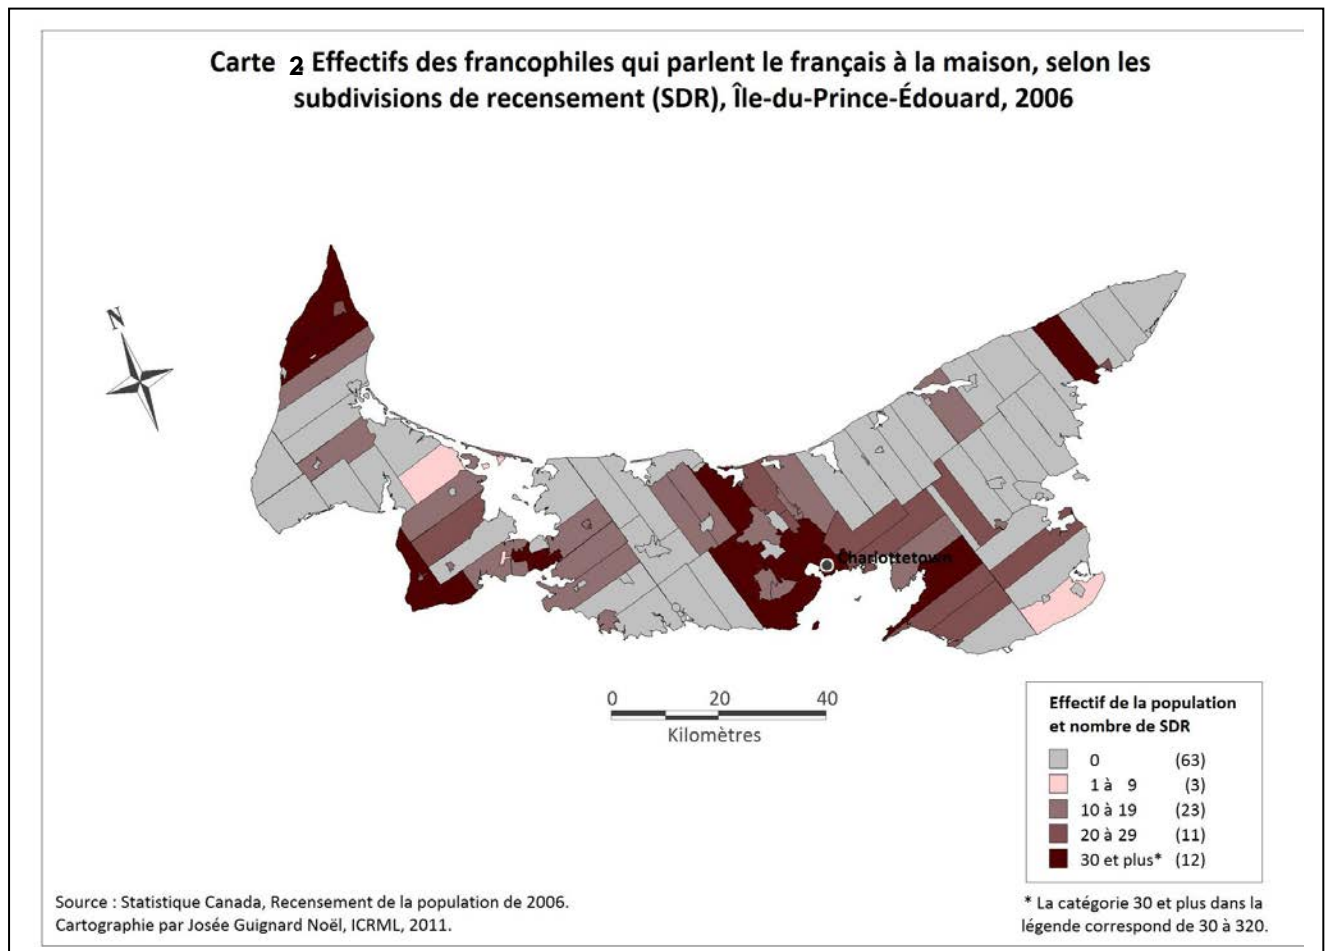 Carte 2 Effectifs des francophiles qui parlent le français à la maison, selon les
subdivisions de recensement (SDR), Île-du-Prince-Édouard, 2006
N
Charlottetown
0 20 40
Kilomètres
Effectif de la population
et nombre de SDR
0 (63)
1 à 9 (3)
10 à 19 (23)
20 à 29 (11)
30 et plus* (12)
Source : Statistique Canada, Recensement de la population de 2006.
Cartographie par Josée Guignard Noël, ICRML, 2011.
* La catégorie 30 et plus dans la
légende correspond de 30 à 320.